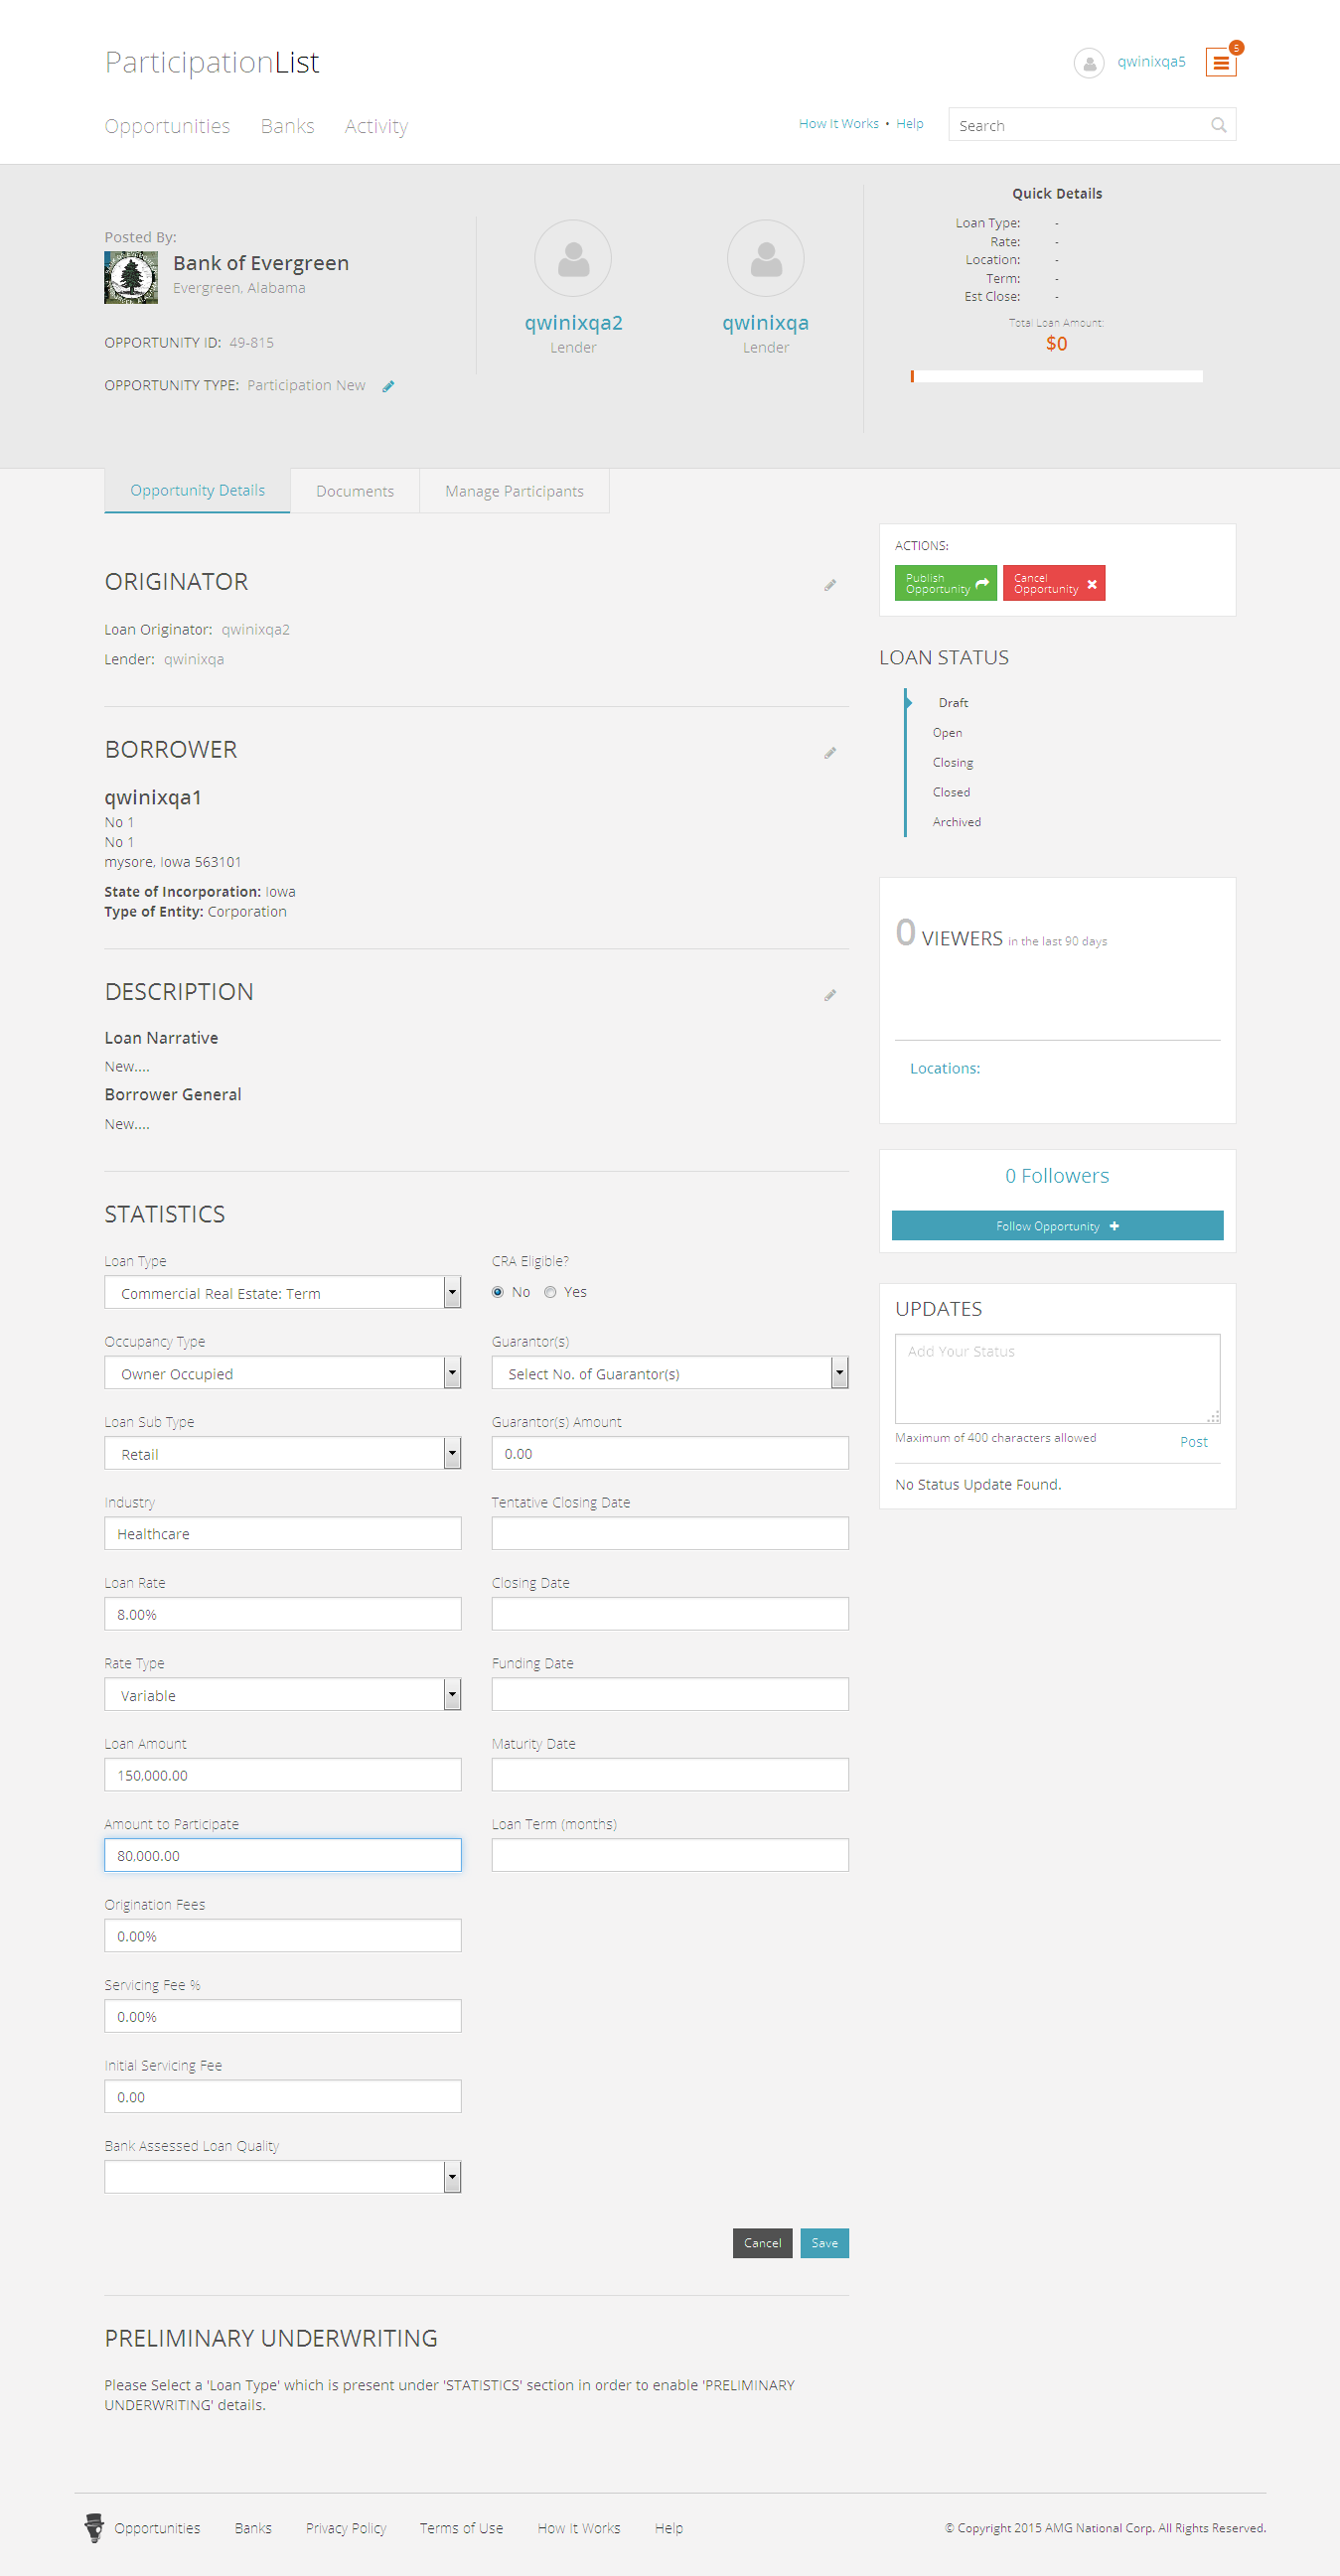 ParticipationList
qwinixqa5
5
Opportunities Banks Activity
How It Works • Help
Search
Posted By:
Bank of Evergreen
Evergreen, Alabama
OPPORTUNITY ID: 49-815
OPPORTUNITY TYPE: Participation New
qwinixqa2
Lender
qwinixqa
Lender
Quick Details
Loan Type: -
Rate: -
Location: -
Term: -
Est Close: -
Total Loan Amount:
$0
Opportunity Details Documents Manage Participants
ORIGINATOR
Loan Originator: qwinixqa2
Lender: qwinixqa
BORROWER
qwinixqa1
No 1
No 1
mysore, Iowa 563101
State of Incorporation: Iowa
Type of Entity: Corporation
DESCRIPTION
Loan Narrative
New....
Borrower General
New....
STATISTICS
Loan Type
Commercial Real Estate: Term
Occupancy Type
Owner Occupied
Loan Sub Type
Retail
Industry
Healthcare
Loan Rate
8.00%
Rate Type
Variable
Loan Amount
150,000.00
Amount to Participate
80,000.00
Origination Fees
0.00%
Servicing Fee %
0.00%
Initial Servicing Fee
0.00
Bank Assessed Loan Quality
CRA Eligible?
No Yes
Guarantor(s)
Select No. of Guarantor(s)
Guarantor(s) Amount
0.00
Tentative Closing Date
Closing Date
Funding Date
Maturity Date
Loan Term (months)
Cancel Save
PRELIMINARY UNDERWRITING
Please Select a 'Loan Type' which is present under 'STATISTICS' section in order to enable 'PRELIMINARY
UNDERWRITING' details.
ACTIONS:
Publish
Opportunity
Cancel
Opportunity
LOAN STATUS
Draft
Open
Closing
Closed
Archived
0 VIEWERS in the last 90 days
Locations:
0 Followers
Follow Opportunity
UPDATES
Add Your Status
Maximum of 400 characters allowed
Post
No Status Update Found.
Opportunities Banks Privacy Policy Terms of Use How It Works Help
© Copyright 2015 AMG National Corp. All Rights Reserved.